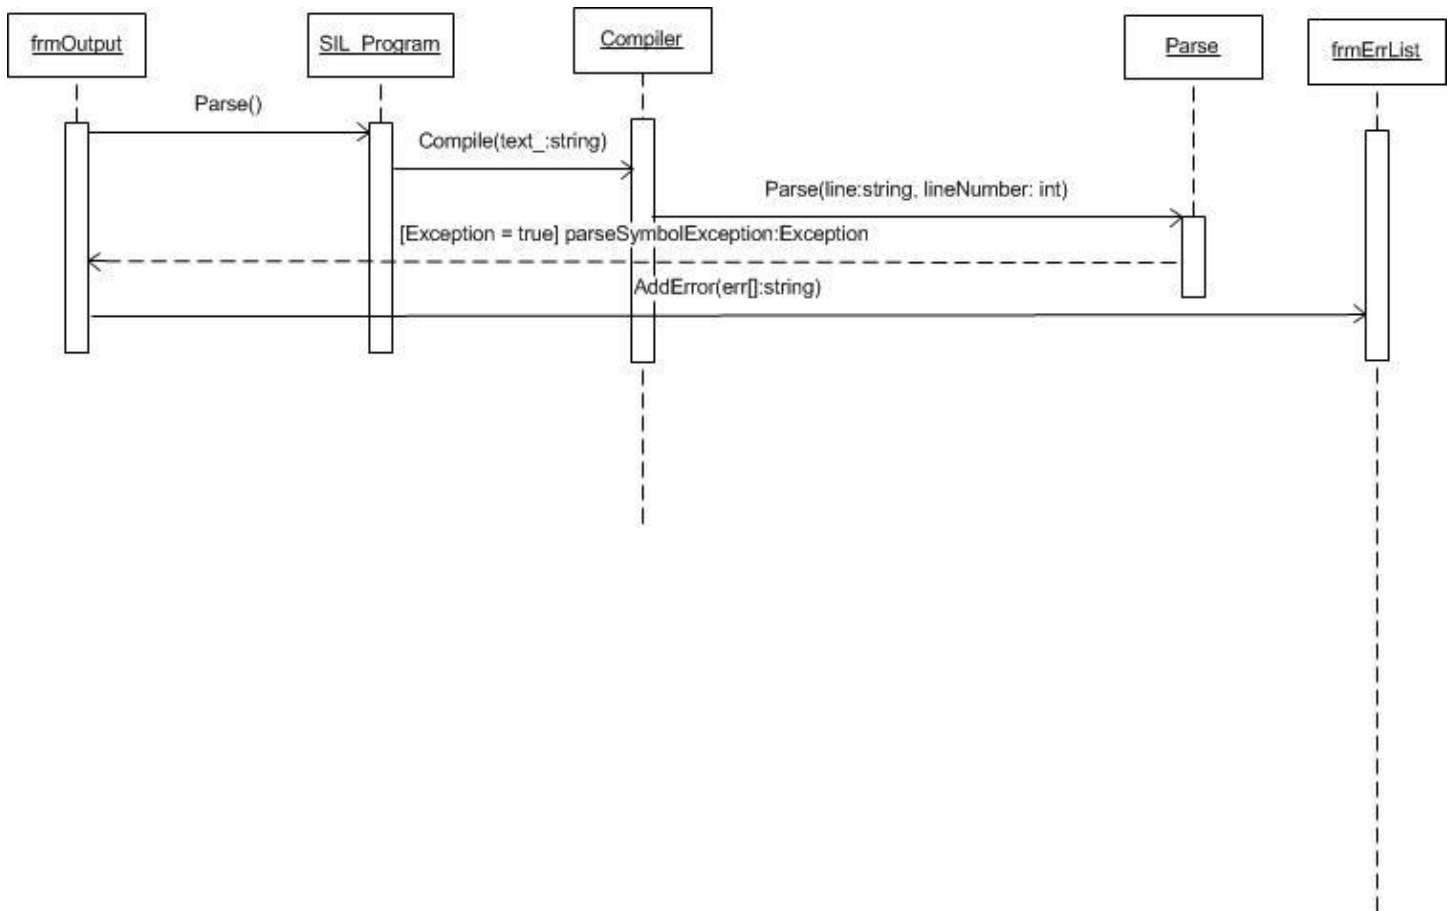 frmOutput
SIL_Program
Compiler
Parse
frmErrList
Parse()
Compile(text_:string)
Parse(line:string, lineNumber: int)
[Exception = true] parseSymbolException:Exception
AddError(err[]:string)